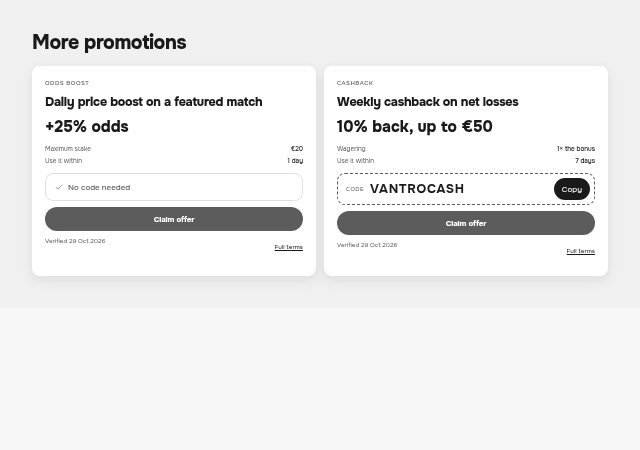 More promotions
ODDS BOOST
Daily price boost on a featured match
+25% odds
Maximum stake €20
Use it within 1 day
No code needed
Claim offer
Verified 29 Oct 2026
Full terms
CASHBACK
Weekly cashback on net losses
10% back, up to €50
Wagering 1× the bonus
Use it within 7 days
CODE VANTROCASH Copy
Claim offer
Verified 29 Oct 2026
Full terms